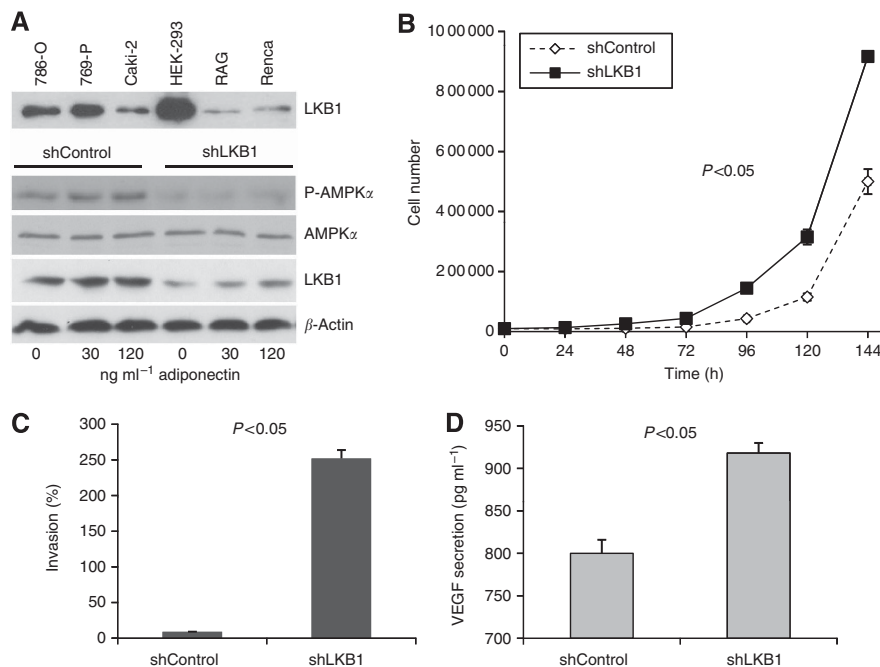 A
786-O 769-P Caki-2 HEK-293 RAG Renca
LKB1
shControl shLKB1
P-AMPKα
AMPKα
LKB1
β-Actin
0 30 120 0 30 120
ng ml⁻¹ adiponectin
B
1 000 000
800 000
600 000
400 000
200 000
0
Cell number
shControl
shLKB1
P<0.05
0 24 48 72 96 120 144
Time (h)
C
300
250
200
150
100
50
0
Invasion (%)
P<0.05
shControl shLKB1
D
950
900
850
800
750
700
VEGF secretion (pg ml⁻¹)
P<0.05
shControl shLKB1